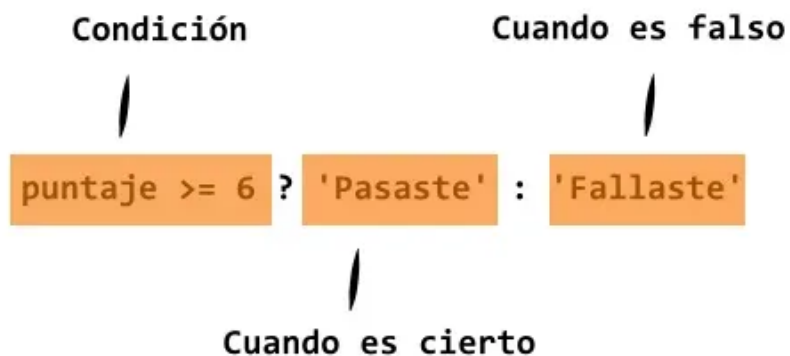 Condición
Cuando es falso
puntaje >= 6 ? 'Pasaste' : 'Fallaste'
Cuando es cierto